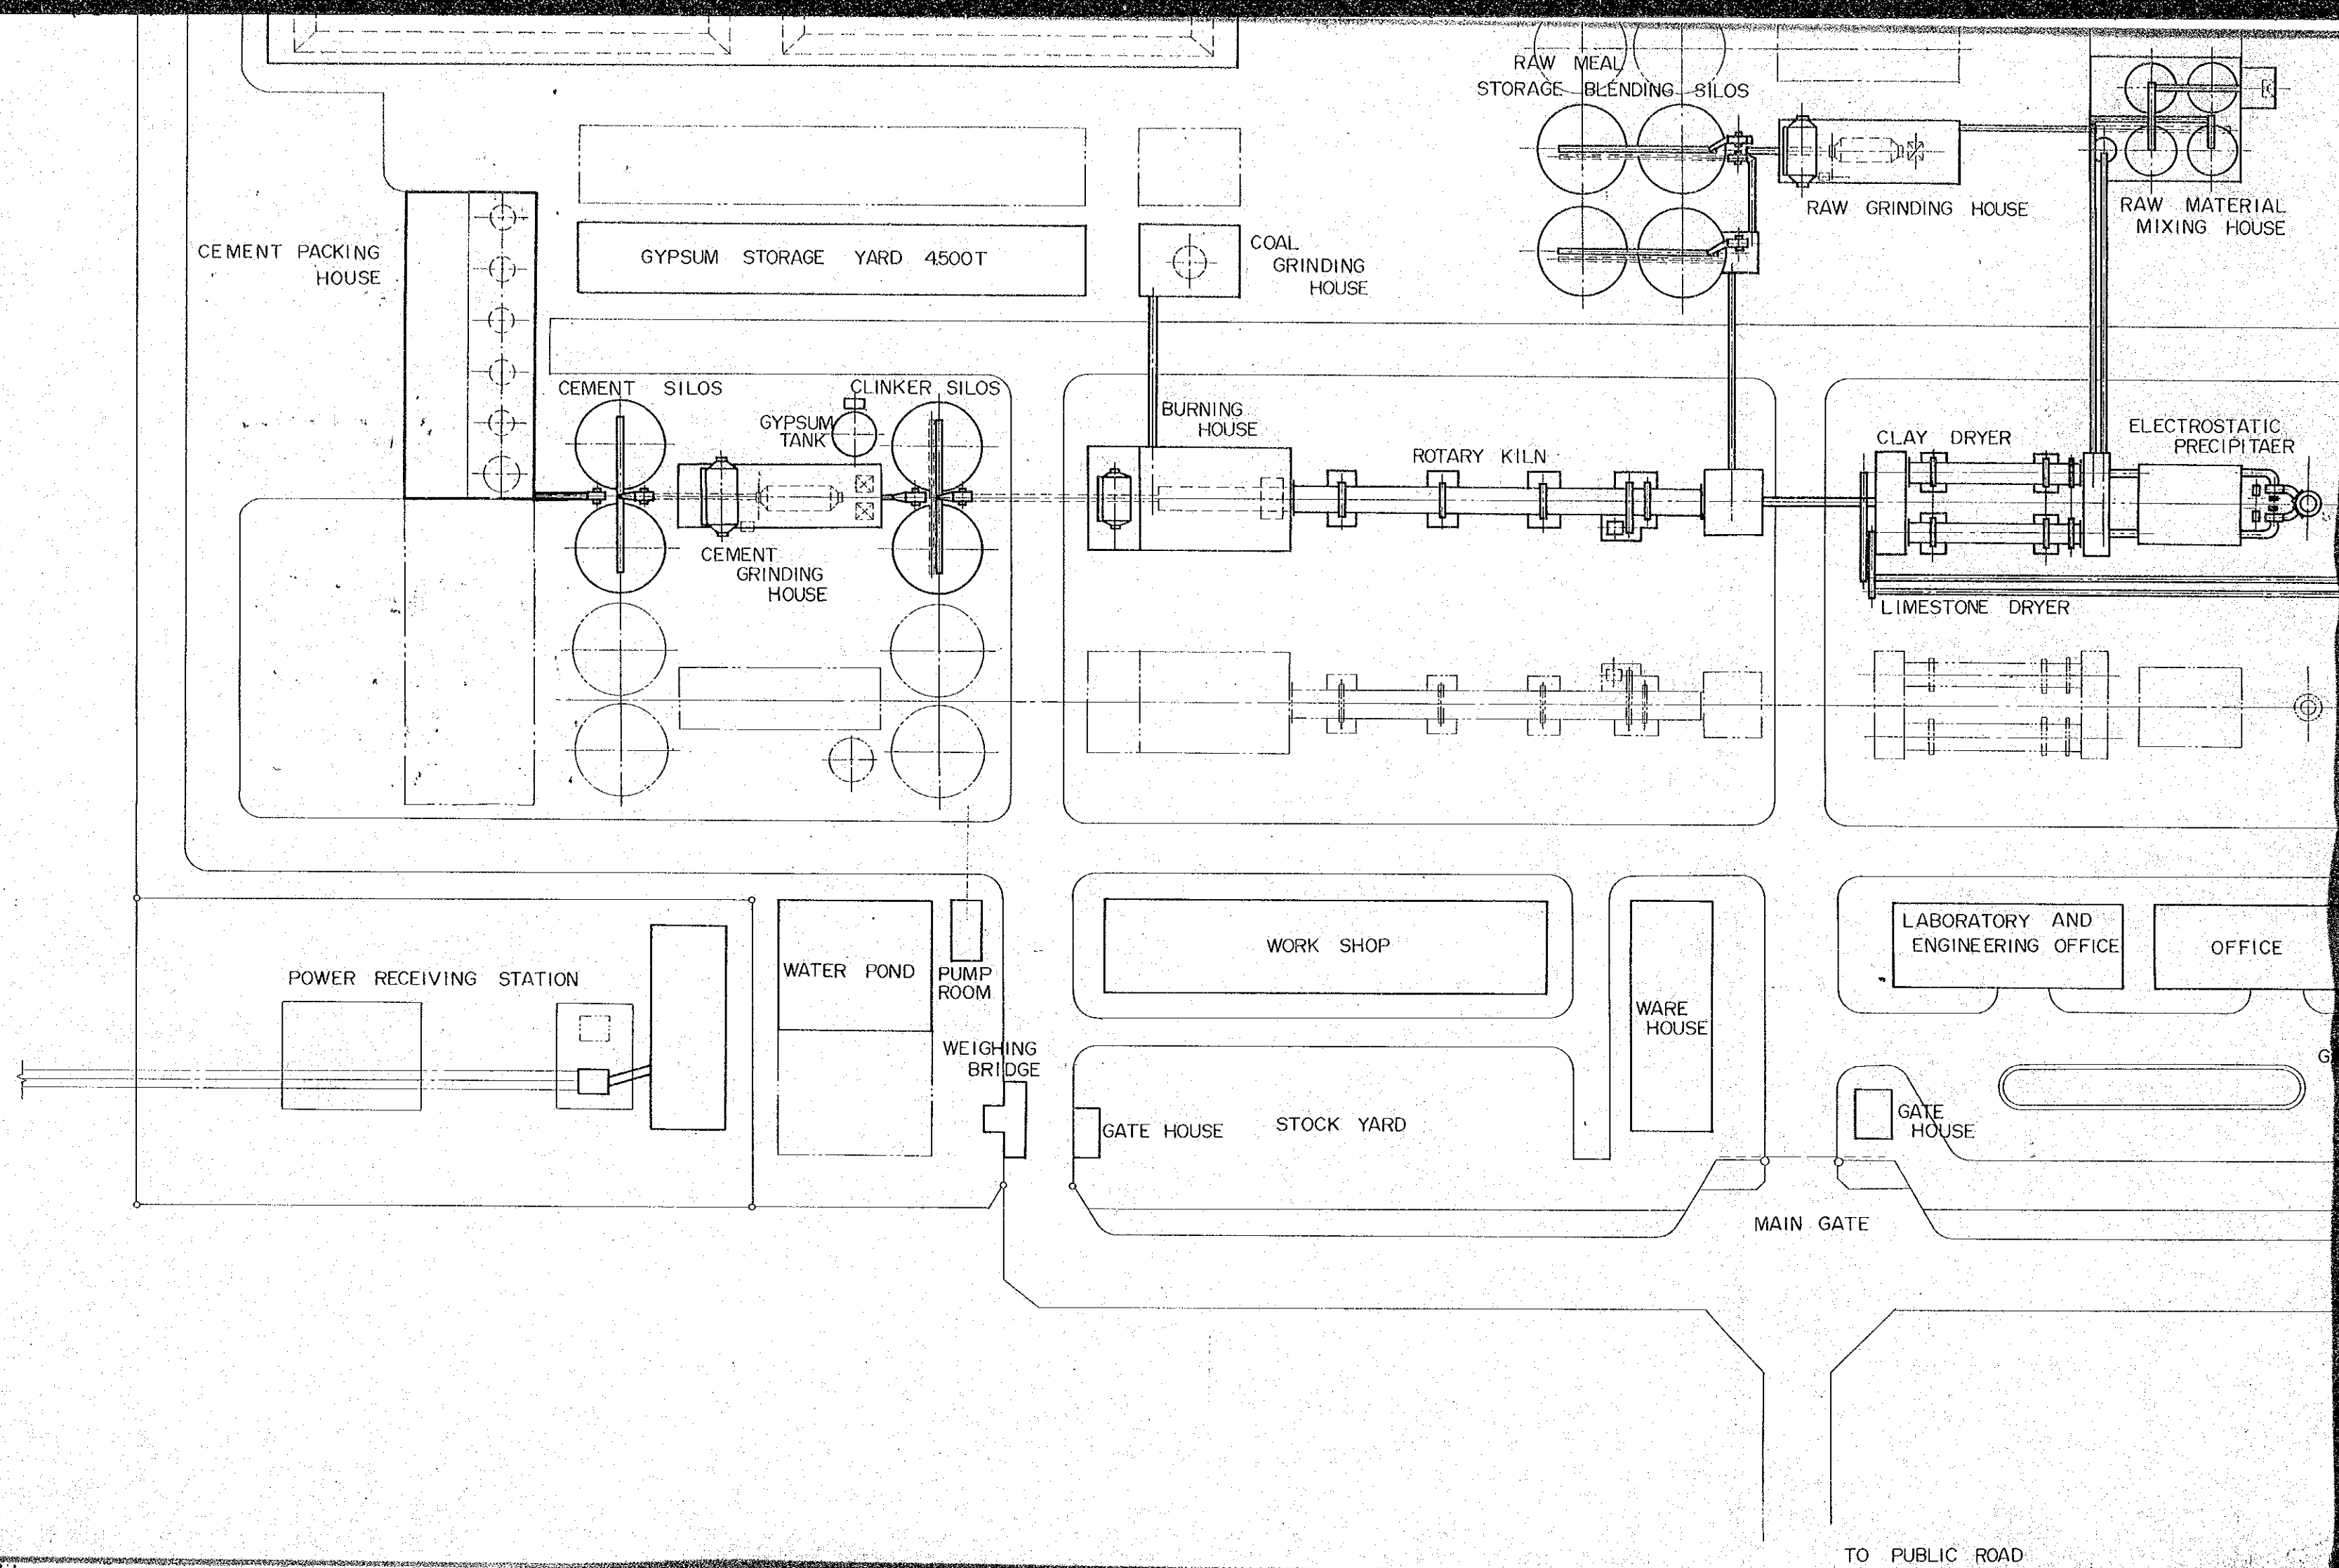 RAW MEAL
STORAGE BLENDING SILOS
RAW GRINDING HOUSE
RAW MATERIAL
MIXING HOUSE
CEMENT PACKING
HOUSE
GYPSUM STORAGE YARD 4,500T
COAL
GRINDING
HOUSE
CEMENT SILOS
CLINKER SILOS
GYPSUM
TANK
BURNING
HOUSE
ROTARY KILN
CLAY DRYER
ELECTROSTATIC
PRECIPITAER
CEMENT
GRINDING
HOUSE
LIMESTONE DRYER
POWER RECEIVING STATION
WATER POND
PUMP
ROOM
WORK SHOP
WARE
HOUSE
LABORATORY AND
ENGINEERING OFFICE
OFFICE
WEIGHING
BRIDGE
G
GATE HOUSE
STOCK YARD
GATE
HOUSE
MAIN GATE
TO PUBLIC ROAD